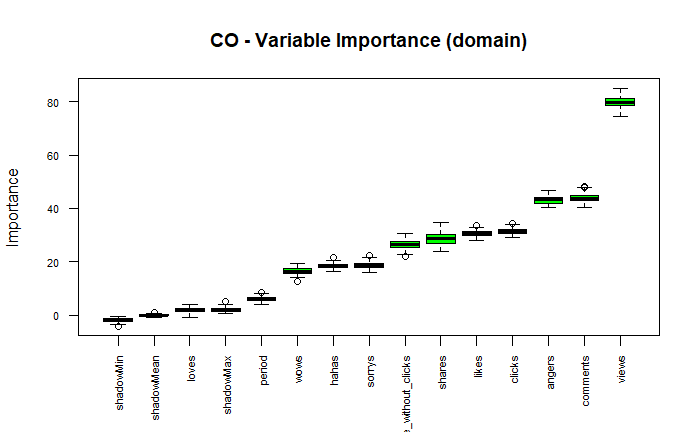 CO - Variable Importance (domain)
Importance
80
60
40
20
0
shadowMin
shadowMean
loves
shadowMax
period
wows
hahas
sorrys
e_without_clicks
shares
likes
clicks
angers
comments
views